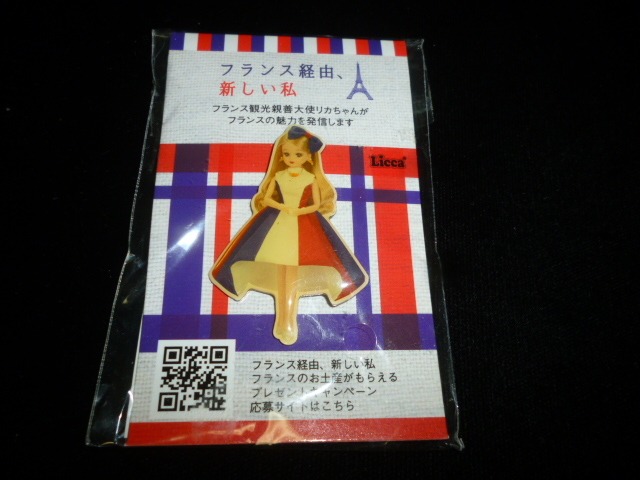 フランス経由、
新しい私
フランス観光親善大使リカちゃんが
フランスの魅力を発信します
Licca®
フランス経由、新しい私
フランスのお土産がもらえる
プレゼントキャンペーン
応募サイトはこちら